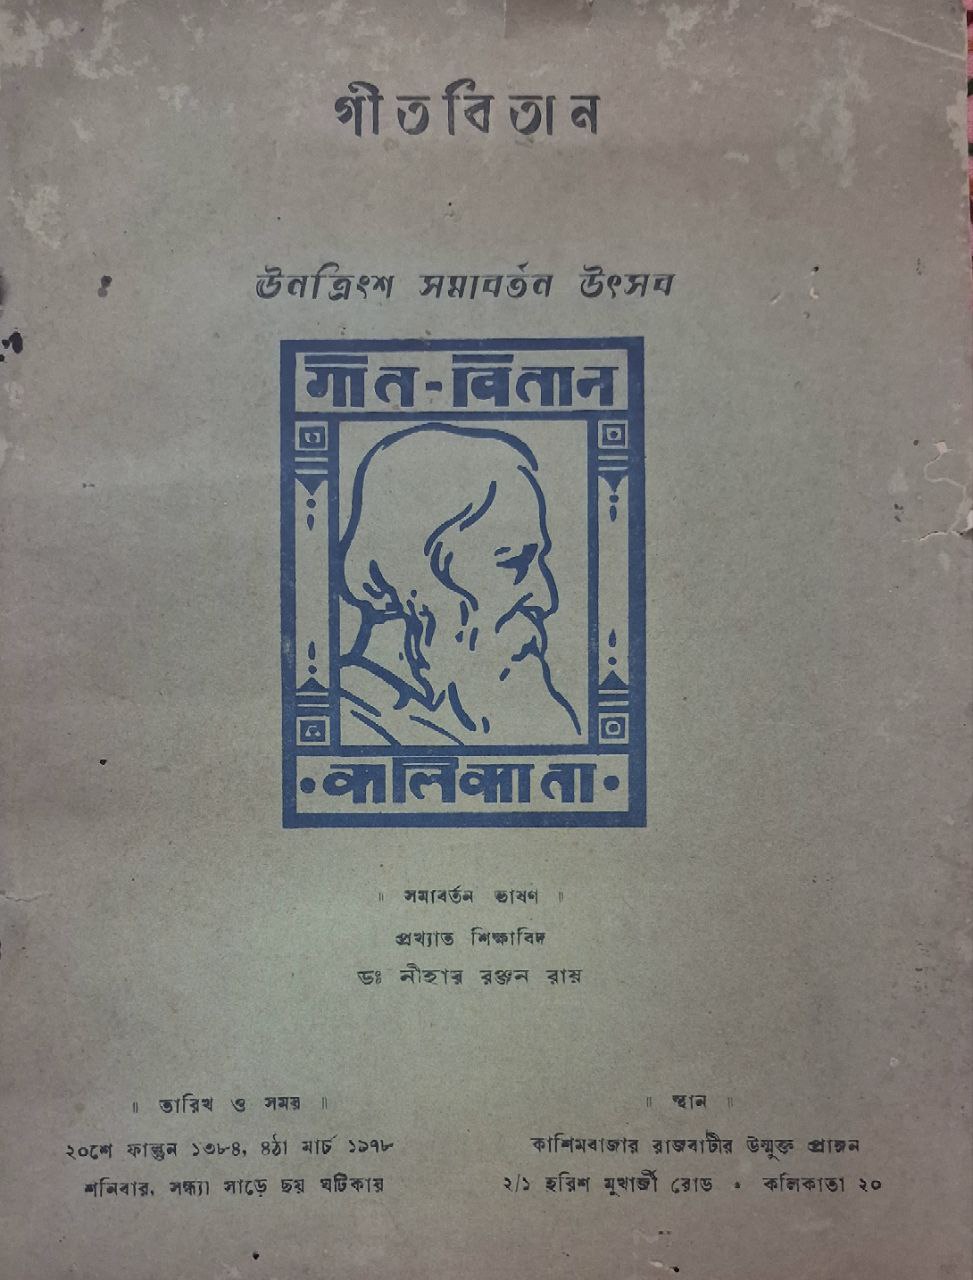 গীতবিতান
ঊনত্রিংশ সমাবর্তন উৎসব
গীত-বিতান
কলিকাতা
॥ সমাবর্তন ভাষণ ॥
প্রখ্যাত শিক্ষাবিদ
ডঃ নীহার রঞ্জন রায়
॥ তারিখ ও সময় ॥
২০শে ফাল্গুন ১৩৮৪, ৪ঠা মার্চ ১৯৭৮
শনিবার, সন্ধ্যা সাড়ে ছয় ঘটিকায়
॥ স্থান ॥
কাশিমবাজার রাজবাটীর উন্মুক্ত প্রাঙ্গন
২/১ হরিশ মুখার্জী রোড • কলিকাতা ২০